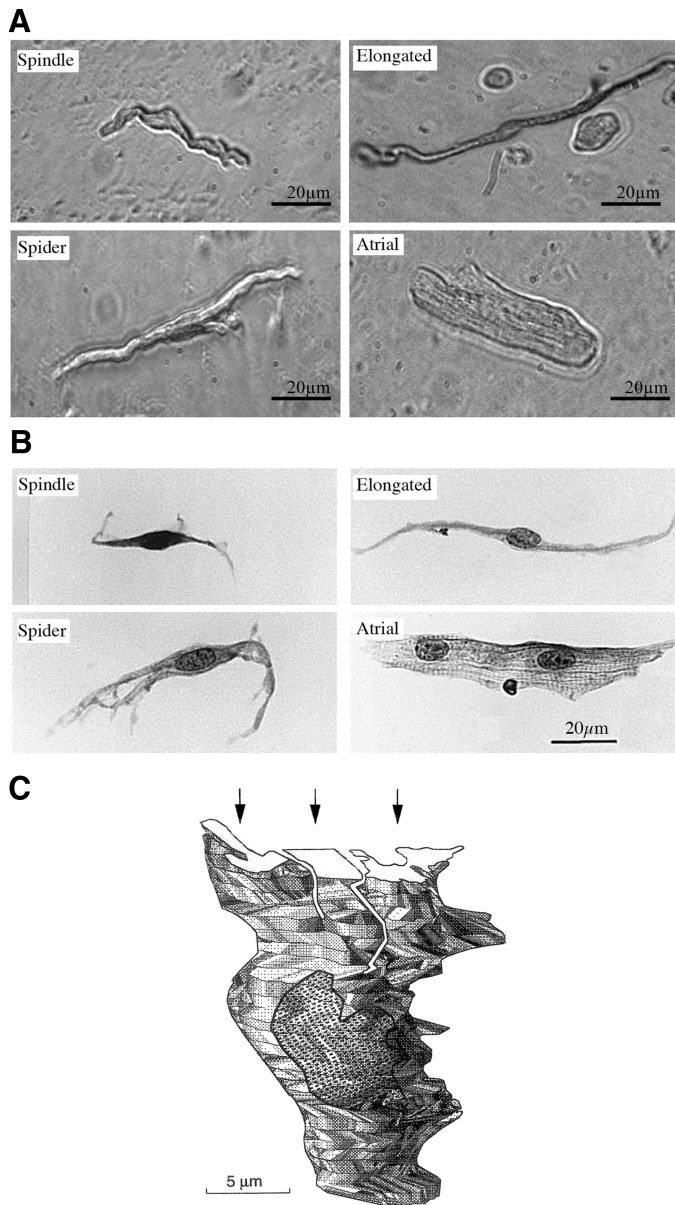 A
Spindle
Elongated
20µm
20µm
Spider
Atrial
20µm
20µm
B
Spindle
Elongated
Spider
Atrial
20µm
C
5 µm